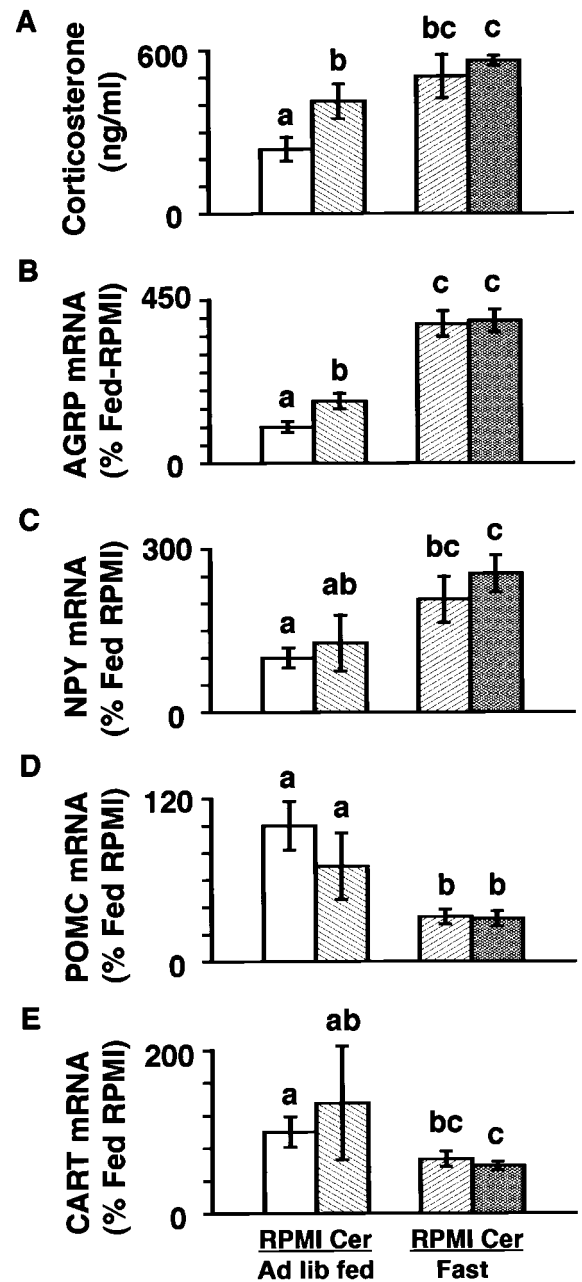 A
Corticosterone
(ng/ml)
600
0
a
b
bc
c
B
AGRP mRNA
(% Fed-RPMI)
450
0
a
b
c
c
C
NPY mRNA
(% Fed RPMI)
300
0
a
ab
bc
c
D
POMC mRNA
(% Fed RPMI)
120
0
a
a
b
b
E
CART mRNA
(% Fed RPMI)
200
0
a
ab
bc
c
RPMI Cer RPMI Cer
Ad lib fed Fast